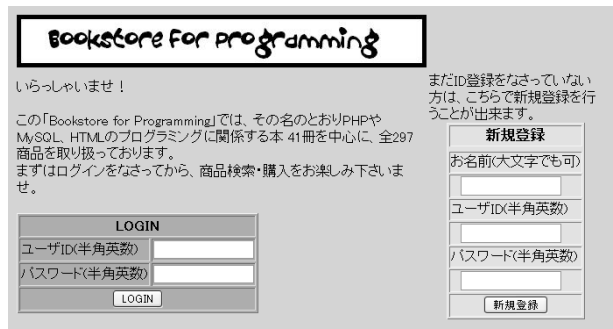 Bookstore for programming
いらっしゃいませ！
この「Bookstore for Programming」では、その名のとおりPHPや
MySQL、HTMLのプログラミングに関係する本 41冊を中心に、全297
商品を取り扱っております。
まずはログインをなさってから、商品検索・購入をお楽しみ下さいま
せ。
LOGIN
ユーザID(半角英数)
パスワード(半角英数)
LOGIN
まだID登録をなさっていない
方は、こちらで新規登録を行
うことが出来ます。
新規登録
お名前(大文字でも可)
ユーザID(半角英数)
パスワード(半角英数)
新規登録